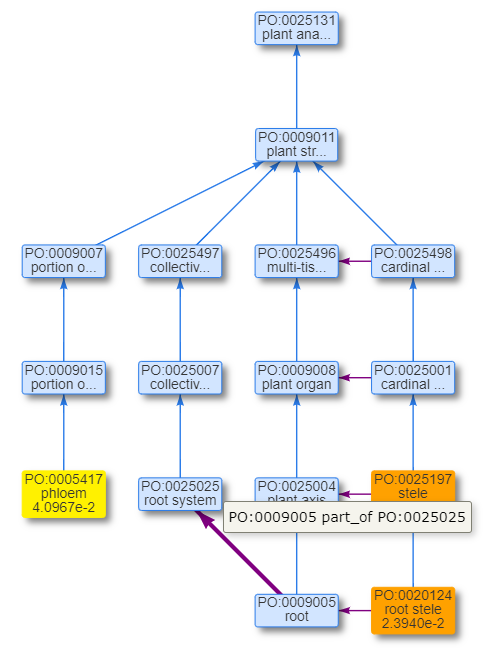 PO:0025131
plant ana...
PO:0009011
plant str...
PO:0009007
portion o...
PO:0025497
collectiv...
PO:0025496
multi-tis...
PO:0025498
cardinal ...
PO:0009015
portion o...
PO:0025007
collectiv...
PO:0009008
plant organ
PO:0025001
cardinal ...
PO:0005417
phloem
4.0967e-2
PO:0025025
root system
PO:0025004
plant axis
PO:0025197
stele
PO:0009005 part_of PO:0025025
PO:0009005
root
PO:0020124
root stele
2.3940e-2